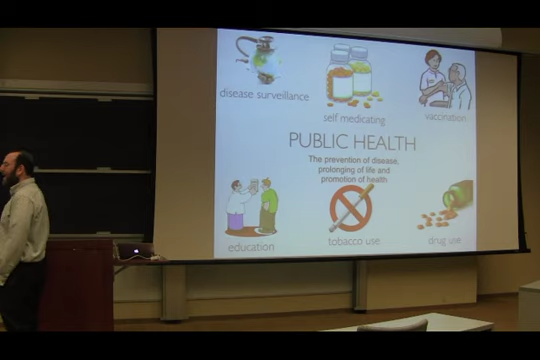 disease surveillance
self medicating
vaccination
PUBLIC HEALTH
The prevention of disease,
prolonging of life and
promotion of health
education
tobacco use
drug use